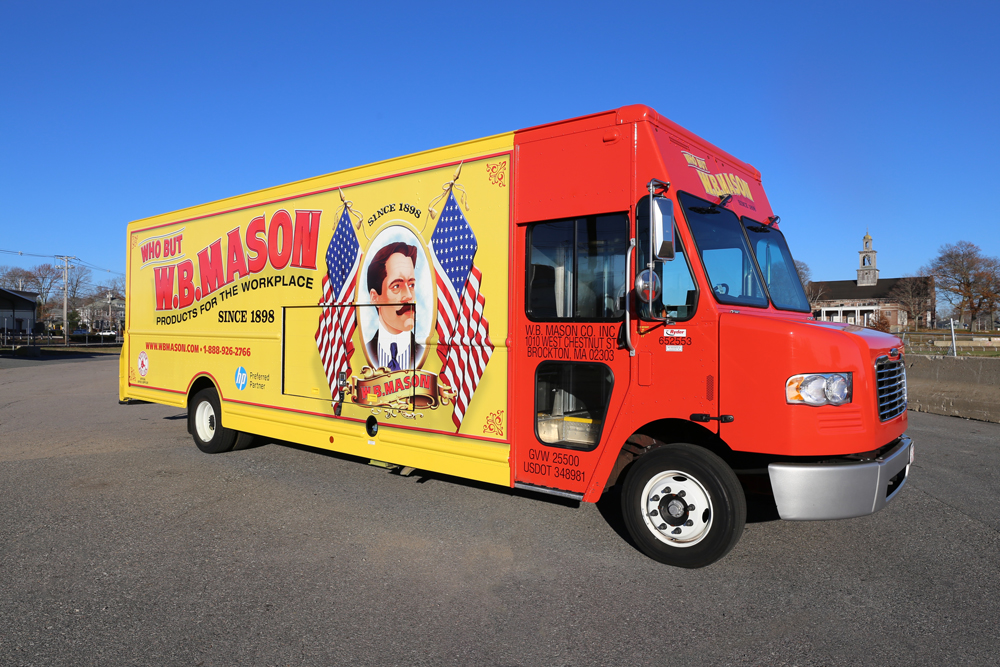 WHO BUT
W.B.MASON
PRODUCTS FOR THE WORKPLACE
SINCE 1898
WWW.WBMASON.COM • 1-888-926-2766
hp
Preferred
Partner
SINCE 1898
W.B.MASON
W.B. MASON CO., INC
1010 WEST CHESTNUT ST
BROCKTON, MA 02303
GVW 25500
USDOT 348981
Ryder
652553
WHO BUT
W.B.MASON